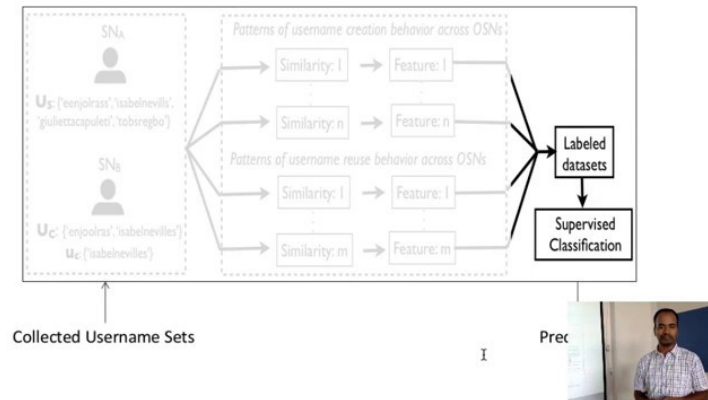 Patterns of username creation behavior across OSNs
SNA
Similarity: 1
Feature: 1
Us: {'eenjolrass','isabelnevills',
'giuliettacapuleti','tobsregbo'}
Similarity: n
Feature: n
Patterns of username reuse behavior across OSNs
SNB
Similarity: 1
Feature: 1
Uc: {'enjoolras','isabelnevilles'}
uc: {'isabelnevilles'}
Similarity: m
Feature: m
Labeled
datasets
Supervised
Classification
Collected Username Sets